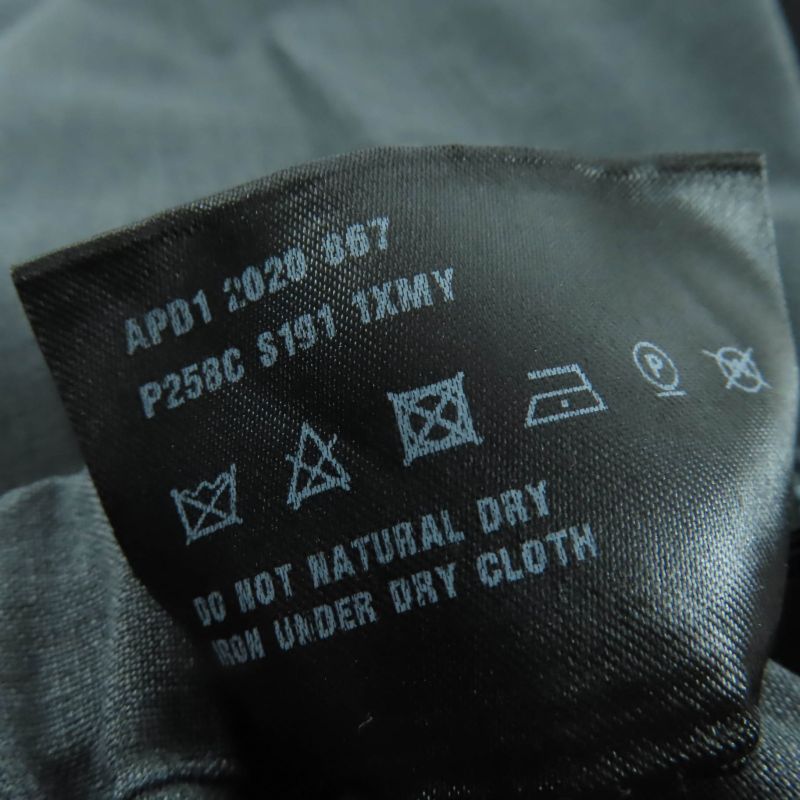 APD1 2020 667
P258C S191 1XMY
P
W
DO NOT NATURAL DRY
IRON UNDER DRY CLOTH